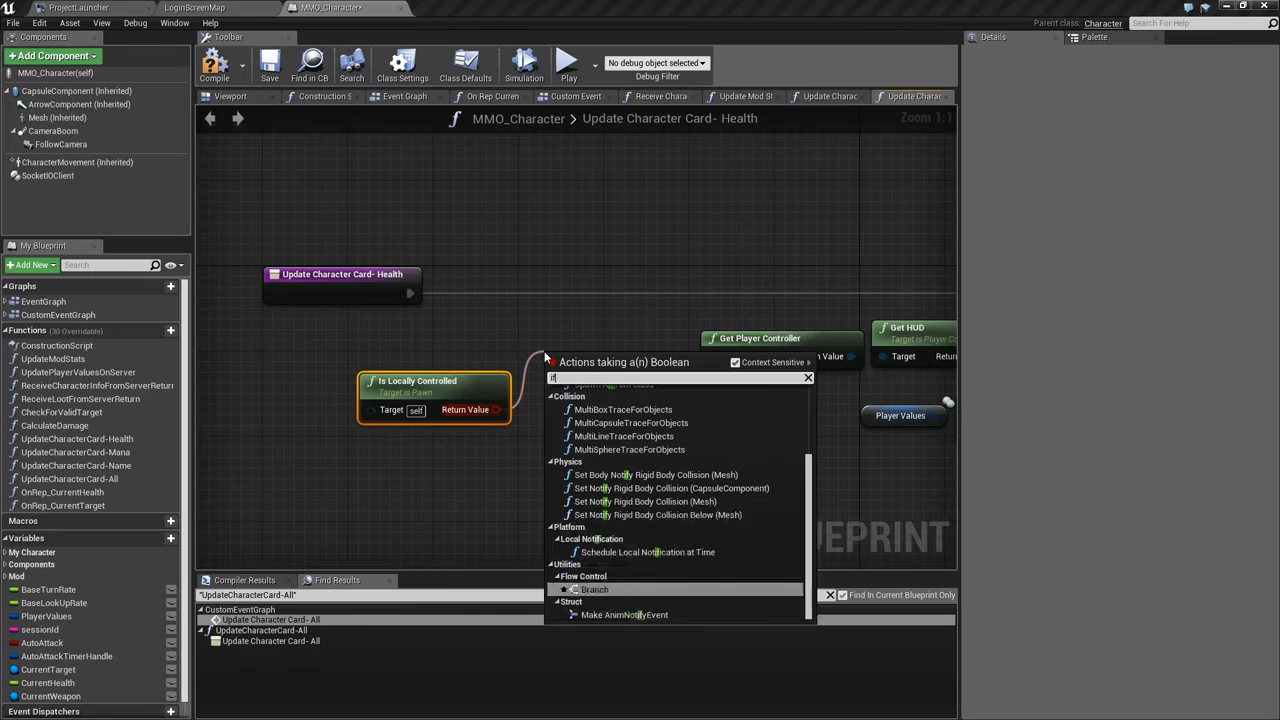 ProjectLauncher
LoginScreenMap
MMO_Character*
File Edit Asset View Debug Window Help
Parent class: Character
Search For Help
Components
Toolbar
Details
Palette
Add Component
Compile
Save
Find in CB
Search
Class Settings
Class Defaults
Simulation
Play
No debug object selected
Debug Filter
MMO_Character(self)
CapsuleComponent (Inherited)
ArrowComponent (Inherited)
Mesh (Inherited)
CameraBoom
FollowCamera
CharacterMovement (Inherited)
SocketIOClient
Viewport
Construction S
Event Graph
On Rep Curren
Custom Event
Receive Chara
Update Mod S
Update Charac
Update Charac
MMO_Character > Update Character Card- Health
Zoom 1:1
My Blueprint
Add New
Search
Graphs
EventGraph
CustomEventGraph
Functions (30 Overridable)
ConstructionScript
UpdateModStats
UpdatePlayerValuesOnServer
ReceiveCharacterInfoFromServerReturn
ReceiveLootFromServerReturn
CheckForValidTarget
CalculateDamage
UpdateCharacterCard-Health
UpdateCharacterCard-Mana
UpdateCharacterCard-Name
UpdateCharacterCard-All
OnRep_CurrentHealth
OnRep_CurrentTarget
Macros
Variables
My Character
Components
Mod
BaseTurnRate
BaseLookUpRate
PlayerValues
sessionId
AutoAttack
AutoAttackTimerHandle
CurrentTarget
CurrentHealth
CurrentWeapon
Event Dispatchers
Update Character Card- Health
Is Locally Controlled
Target is Pawn
Target self
Return Value
Get Player Controller
Get HUD
Target is Player C
Target
Retur
n Value
Player Values
BLUEPRINT
Actions taking a(n) Boolean
Context Sensitive
if
Collision
MultiBoxTraceForObjects
MultiCapsuleTraceForObjects
MultiLineTraceForObjects
MultiSphereTraceForObjects
Physics
Set Body Notify Rigid Body Collision (Mesh)
Set Notify Rigid Body Collision (CapsuleComponent)
Set Notify Rigid Body Collision (Mesh)
Set Notify Rigid Body Collision Below (Mesh)
Platform
Local Notification
Schedule Local Notification at Time
Utilities
Flow Control
Branch
Struct
Make AnimNotifyEvent
Compiler Results
Find Results
"UpdateCharacterCard-All"
Find In Current Blueprint Only
CustomEventGraph
Update Character Card- All
UpdateCharacterCard-All
Update Character Card- All